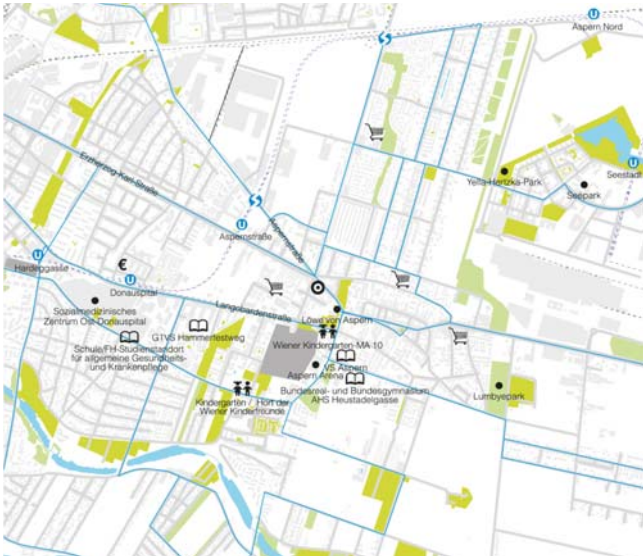 U
Aspern Nord
Erzherzog-Karl-Straße
Yella-Hertzka-Park
Seepark
U
Seestadt
U
Aspernstraße
Aspernstraße
U
Hardeggasse
€
U
Donauspital
Sozialmedizinisches
Zentrum Ost-Donauspital
Langobardenstraße
Löwe von Aspern
GTVS Hammerfestweg
Wiener Kindergarten-MA 10
Schule/FH-Studienstandort
für allgemeine Gesundheits-
und Krankenpflege
VS Aspern
Aspern Arena
Bundesreal- und Bundesgymnasium
AHS Heustadelgasse
Kindergarten / Hort der
Wiener Kinderfreunde
Lumbyepark